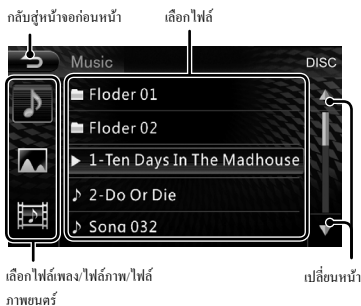 กลับสู่หน้าจอก่อนหน้า
เลือกไฟล์
Music
DISC
Floder 01
Floder 02
1-Ten Days In The Madhouse
2-Do Or Die
Song 032
เลือกไฟล์เพลง/ไฟล์ภาพ/ไฟล์
ภาพยนตร์
เปลี่ยนหน้า